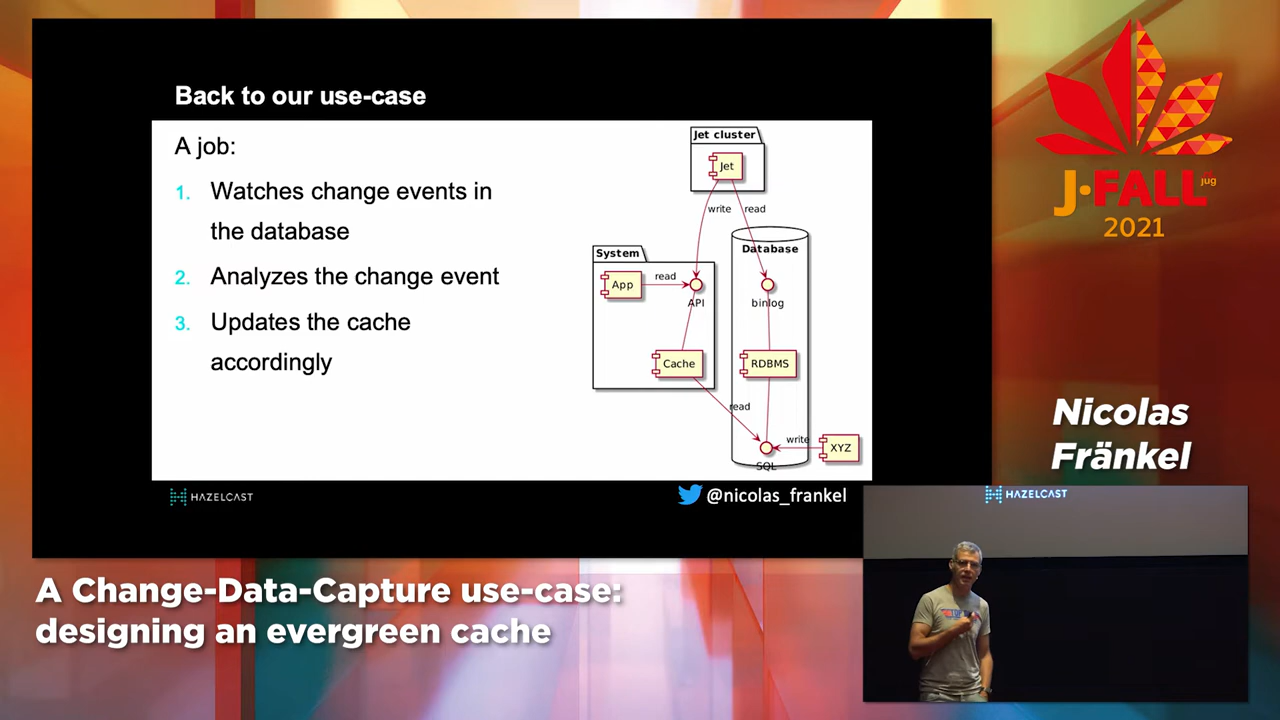 Back to our use-case
A job:
1. Watches change events in
the database
2. Analyzes the change event
3. Updates the cache
accordingly
Jet cluster
Jet
write
read
System
App
read
API
Cache
Database
binlog
RDBMS
read
SQL
write
XYZ
HAZELCAST
@nicolas_frankel
J•FALL jug
2021
Nicolas
Fränkel
HAZELCAST
A Change-Data-Capture use-case:
designing an evergreen cache